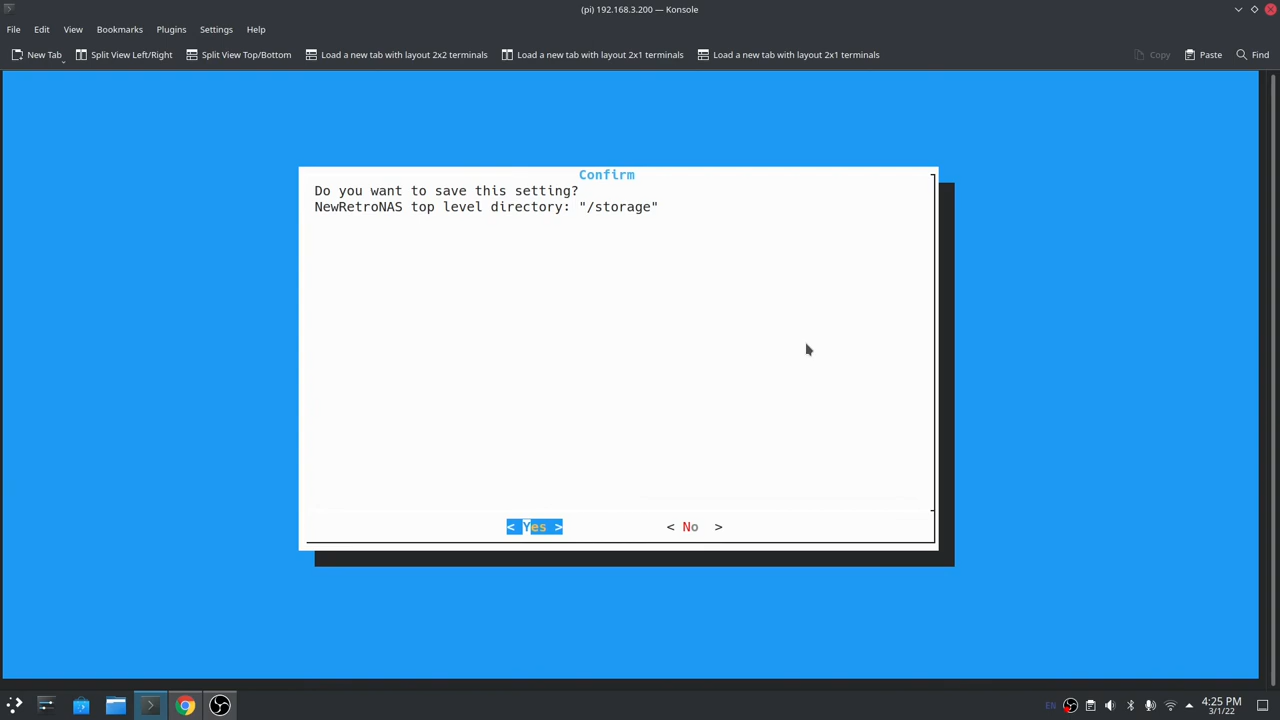 (pi) 192.168.3.200 — Konsole
File Edit View Bookmarks Plugins Settings Help
New Tab Split View Left/Right Split View Top/Bottom Load a new tab with layout 2x2 terminals Load a new tab with layout 2x1 terminals Load a new tab with layout 2x1 terminals Copy Paste Find
Confirm
Do you want to save this setting?
NewRetroNAS top level directory: "/storage"
< Yes > < No >
EN 4:25 PM
3/1/22